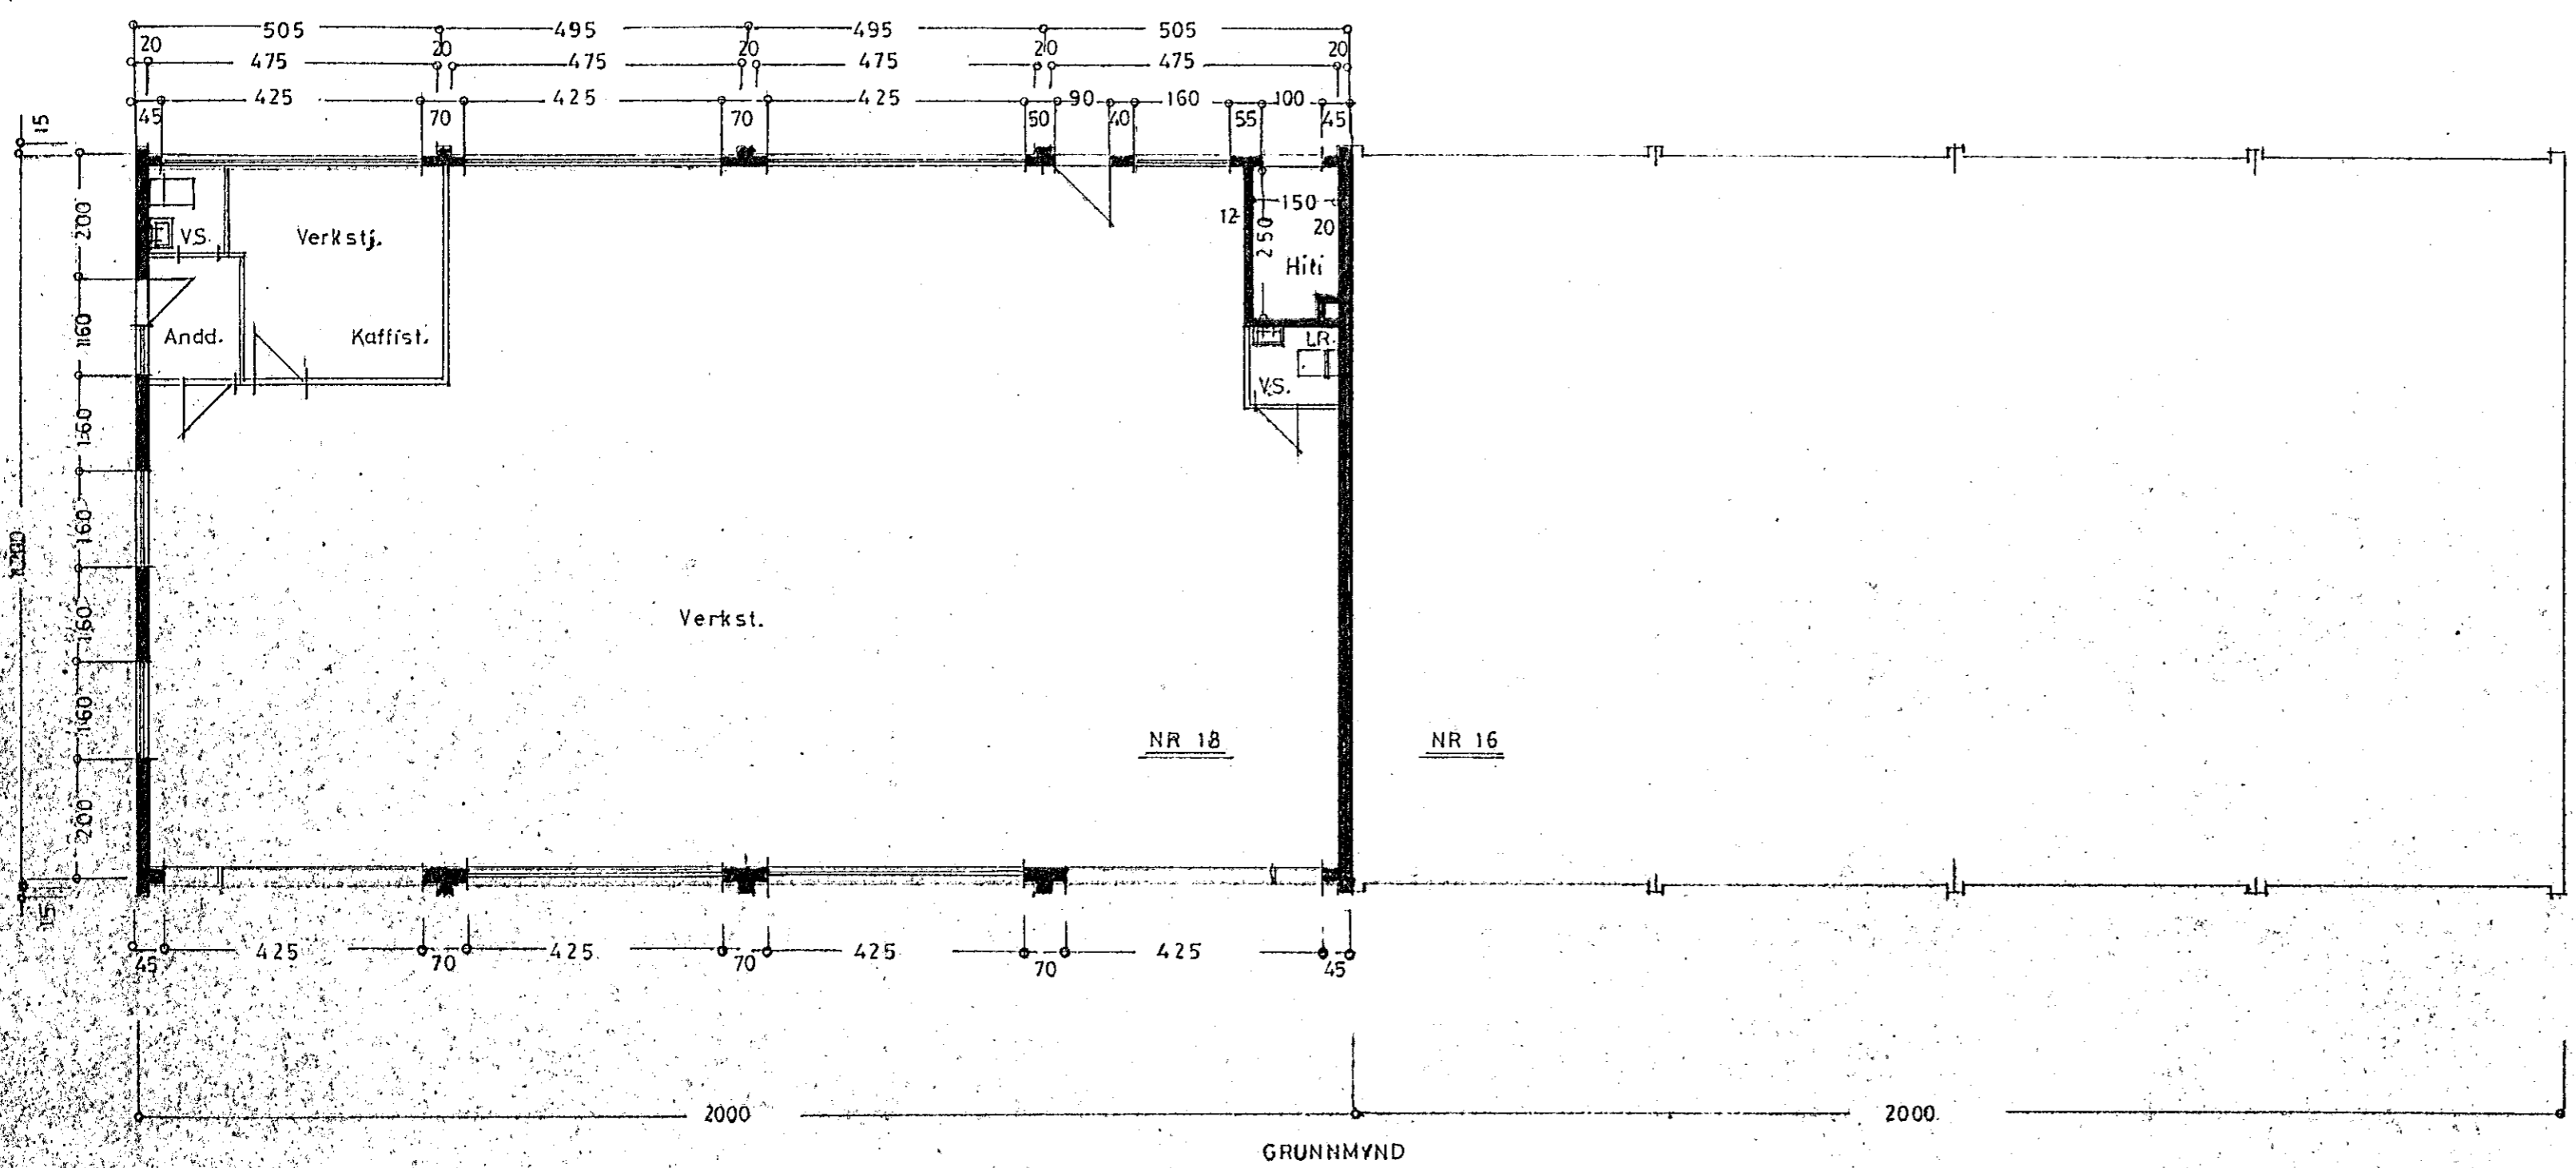 505 495 495 505
20 20 20 20 20
475 475 475 475
425 425 425 90 160 100
45 70 70 50 40 55 45
15
200
160
160
160
160
160
200
15
V.S. Verkstj.
Andd. Kaffist.
12 150 20
250
Hiti
LR.
V.S.
Verkst.
NR 18 NR 16
425 425 425 425
45 70 70 70 45
2000 2000
GRUNNMYND